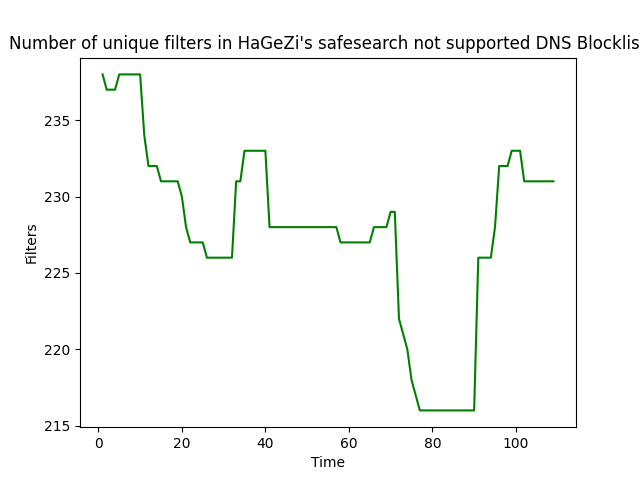 Number of unique filters in HaGeZi's safesearch not supported DNS Blocklis
235
230
225
220
215
Filters
0 20 40 60 80 100
Time